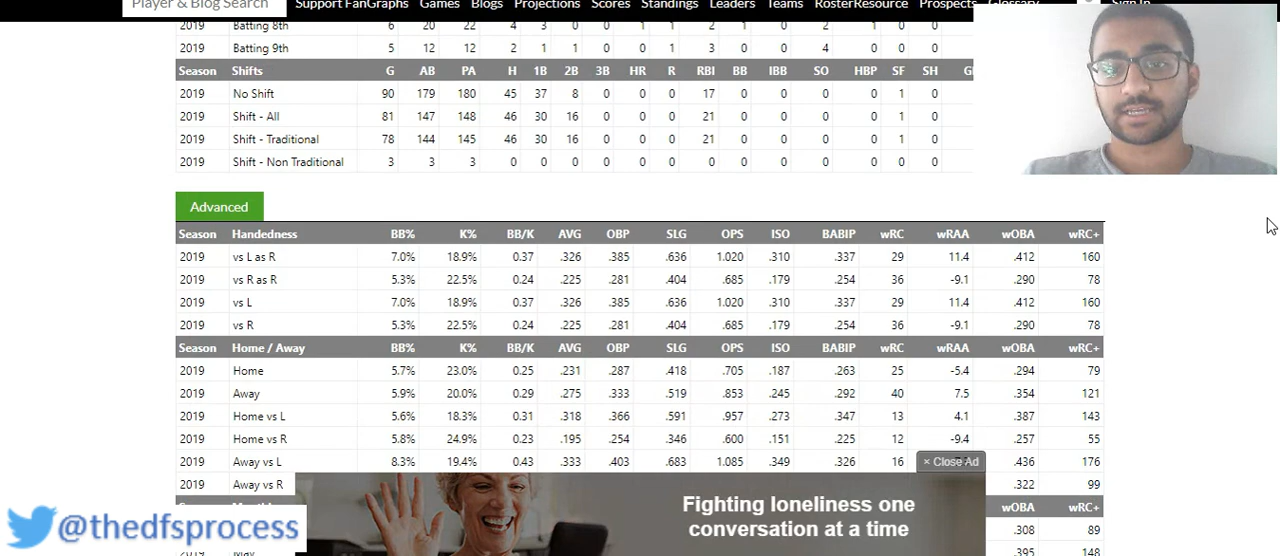 Player & Blog Search Support FanGraphs Games Blogs Projections Scores Standings Leaders Teams RosterResource Prospects Glossary Sign In
2019 Batting 8th 6 20 22 4 3 0 0 1 1 2 1 0 2 1 0 0
2019 Batting 9th 5 12 12 2 1 1 0 0 1 3 0 0 4 0 0 0
Season Shifts G AB PA H 1B 2B 3B HR R RBI BB IBB SO HBP SF SH
2019 No Shift 90 179 180 45 37 8 0 0 0 17 0 0 0 0 1 0
2019 Shift - All 81 147 148 46 30 16 0 0 0 21 0 0 0 0 1 0
2019 Shift - Traditional 78 144 145 46 30 16 0 0 0 21 0 0 0 0 1 0
2019 Shift - Non Traditional 3 3 3 0 0 0 0 0 0 0 0 0 0 0 0 0
Advanced
Season Handedness BB% K% BB/K AVG OBP SLG OPS ISO BABIP wRC wRAA wOBA wRC+
2019 vs L as R 7.0% 18.9% 0.37 .326 .385 .636 1.020 .310 .337 29 11.4 .412 160
2019 vs R as R 5.3% 22.5% 0.24 .225 .281 .404 .685 .179 .254 36 -9.1 .290 78
2019 vs L 7.0% 18.9% 0.37 .326 .385 .636 1.020 .310 .337 29 11.4 .412 160
2019 vs R 5.3% 22.5% 0.24 .225 .281 .404 .685 .179 .254 36 -9.1 .290 78
Season Home / Away BB% K% BB/K AVG OBP SLG OPS ISO BABIP wRC wRAA wOBA wRC+
2019 Home 5.7% 23.0% 0.25 .231 .287 .418 .705 .187 .263 25 -5.4 .294 79
2019 Away 5.9% 20.0% 0.29 .275 .333 .519 .853 .245 .292 40 7.5 .354 121
2019 Home vs L 5.6% 18.3% 0.31 .318 .366 .591 .957 .273 .347 13 4.1 .387 143
2019 Home vs R 5.8% 24.9% 0.23 .195 .254 .346 .600 .151 .225 12 -9.4 .257 55
2019 Away vs L 8.3% 19.4% 0.43 .333 .403 .683 1.085 .349 .326 16 × Close Ad .436 176
2019 Away vs R .322 99
wOBA wRC+
.308 89
2019 May .395 148
Fighting loneliness one
conversation at a time
@thedfsprocess